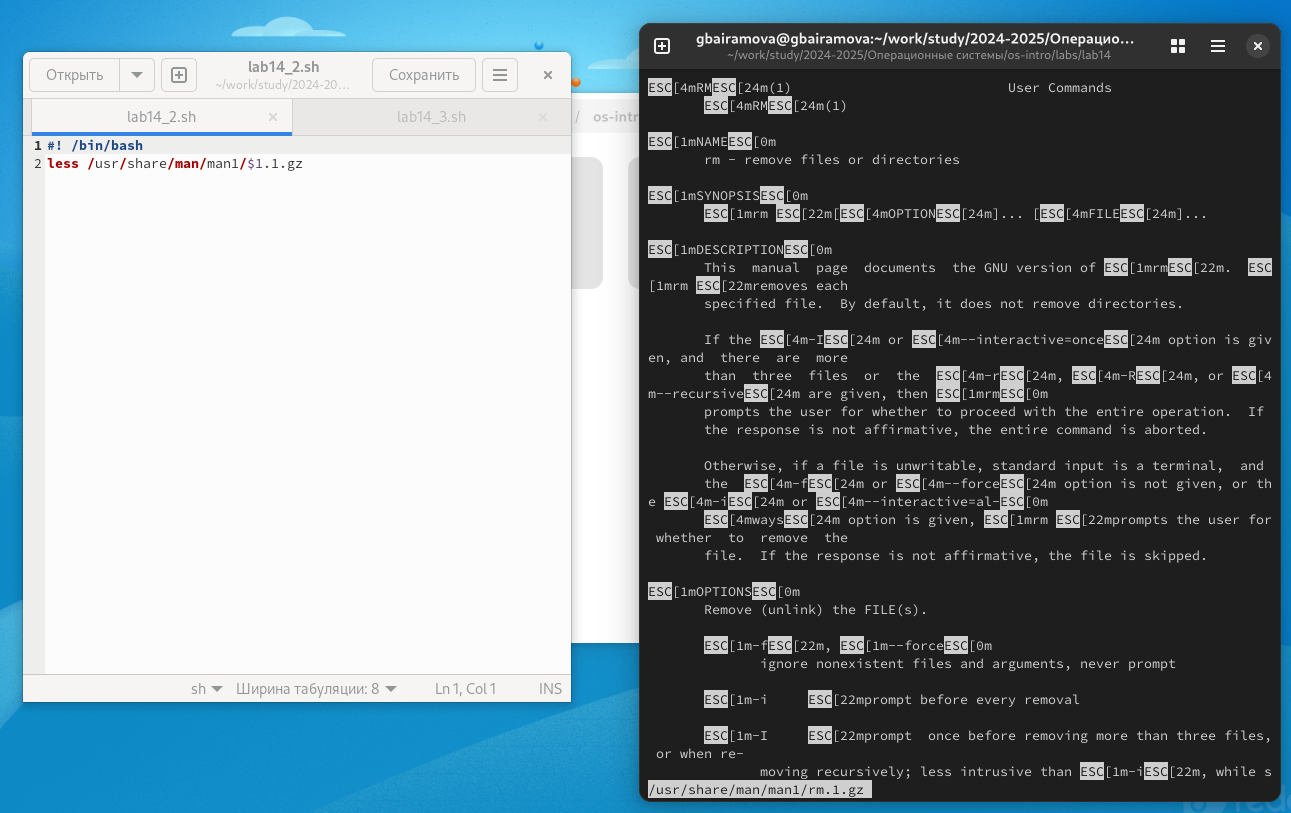 Открыть
lab14_2.sh
~/work/study/2024-20…
Сохранить
lab14_2.sh
lab14_3.sh
1 #! /bin/bash
2 less /usr/share/man/man1/$1.1.gz
sh
Ширина табуляции: 8
Ln 1, Col 1
INS
/ os-intr
gbairamova@gbairamova:~/work/study/2024-2025/Операцио…
~/work/study/2024-2025/Операционные системы/os-intro/labs/lab14
ESC[4mRMESC[24m(1) User Commands
ESC[4mRMESC[24m(1)
ESC[1mNAMEESC[0m
rm - remove files or directories
ESC[1mSYNOPSISESC[0m
ESC[1mrm ESC[22m[ESC[4mOPTIONESC[24m]... [ESC[4mFILEESC[24m]...
ESC[1mDESCRIPTIONESC[0m
This manual page documents the GNU version of ESC[1mrmESC[22m. ESC
[1mrm ESC[22mremoves each
specified file. By default, it does not remove directories.
If the ESC[4m-IESC[24m or ESC[4m--interactive=onceESC[24m option is giv
en, and there are more
than three files or the ESC[4m-rESC[24m, ESC[4m-RESC[24m, or ESC[4
m--recursiveESC[24m are given, then ESC[1mrmESC[0m
prompts the user for whether to proceed with the entire operation. If
the response is not affirmative, the entire command is aborted.
Otherwise, if a file is unwritable, standard input is a terminal, and
the ESC[4m-fESC[24m or ESC[4m--forceESC[24m option is not given, or th
e ESC[4m-iESC[24m or ESC[4m--interactive=al-ESC[0m
ESC[4mwaysESC[24m option is given, ESC[1mrm ESC[22mprompts the user for
whether to remove the
file. If the response is not affirmative, the file is skipped.
ESC[1mOPTIONSESC[0m
Remove (unlink) the FILE(s).
ESC[1m-fESC[22m, ESC[1m--forceESC[0m
ignore nonexistent files and arguments, never prompt
ESC[1m-i ESC[22mprompt before every removal
ESC[1m-I ESC[22mprompt once before removing more than three files,
or when re-
moving recursively; less intrusive than ESC[1m-iESC[22m, while s
/usr/share/man/man1/rm.1.gz